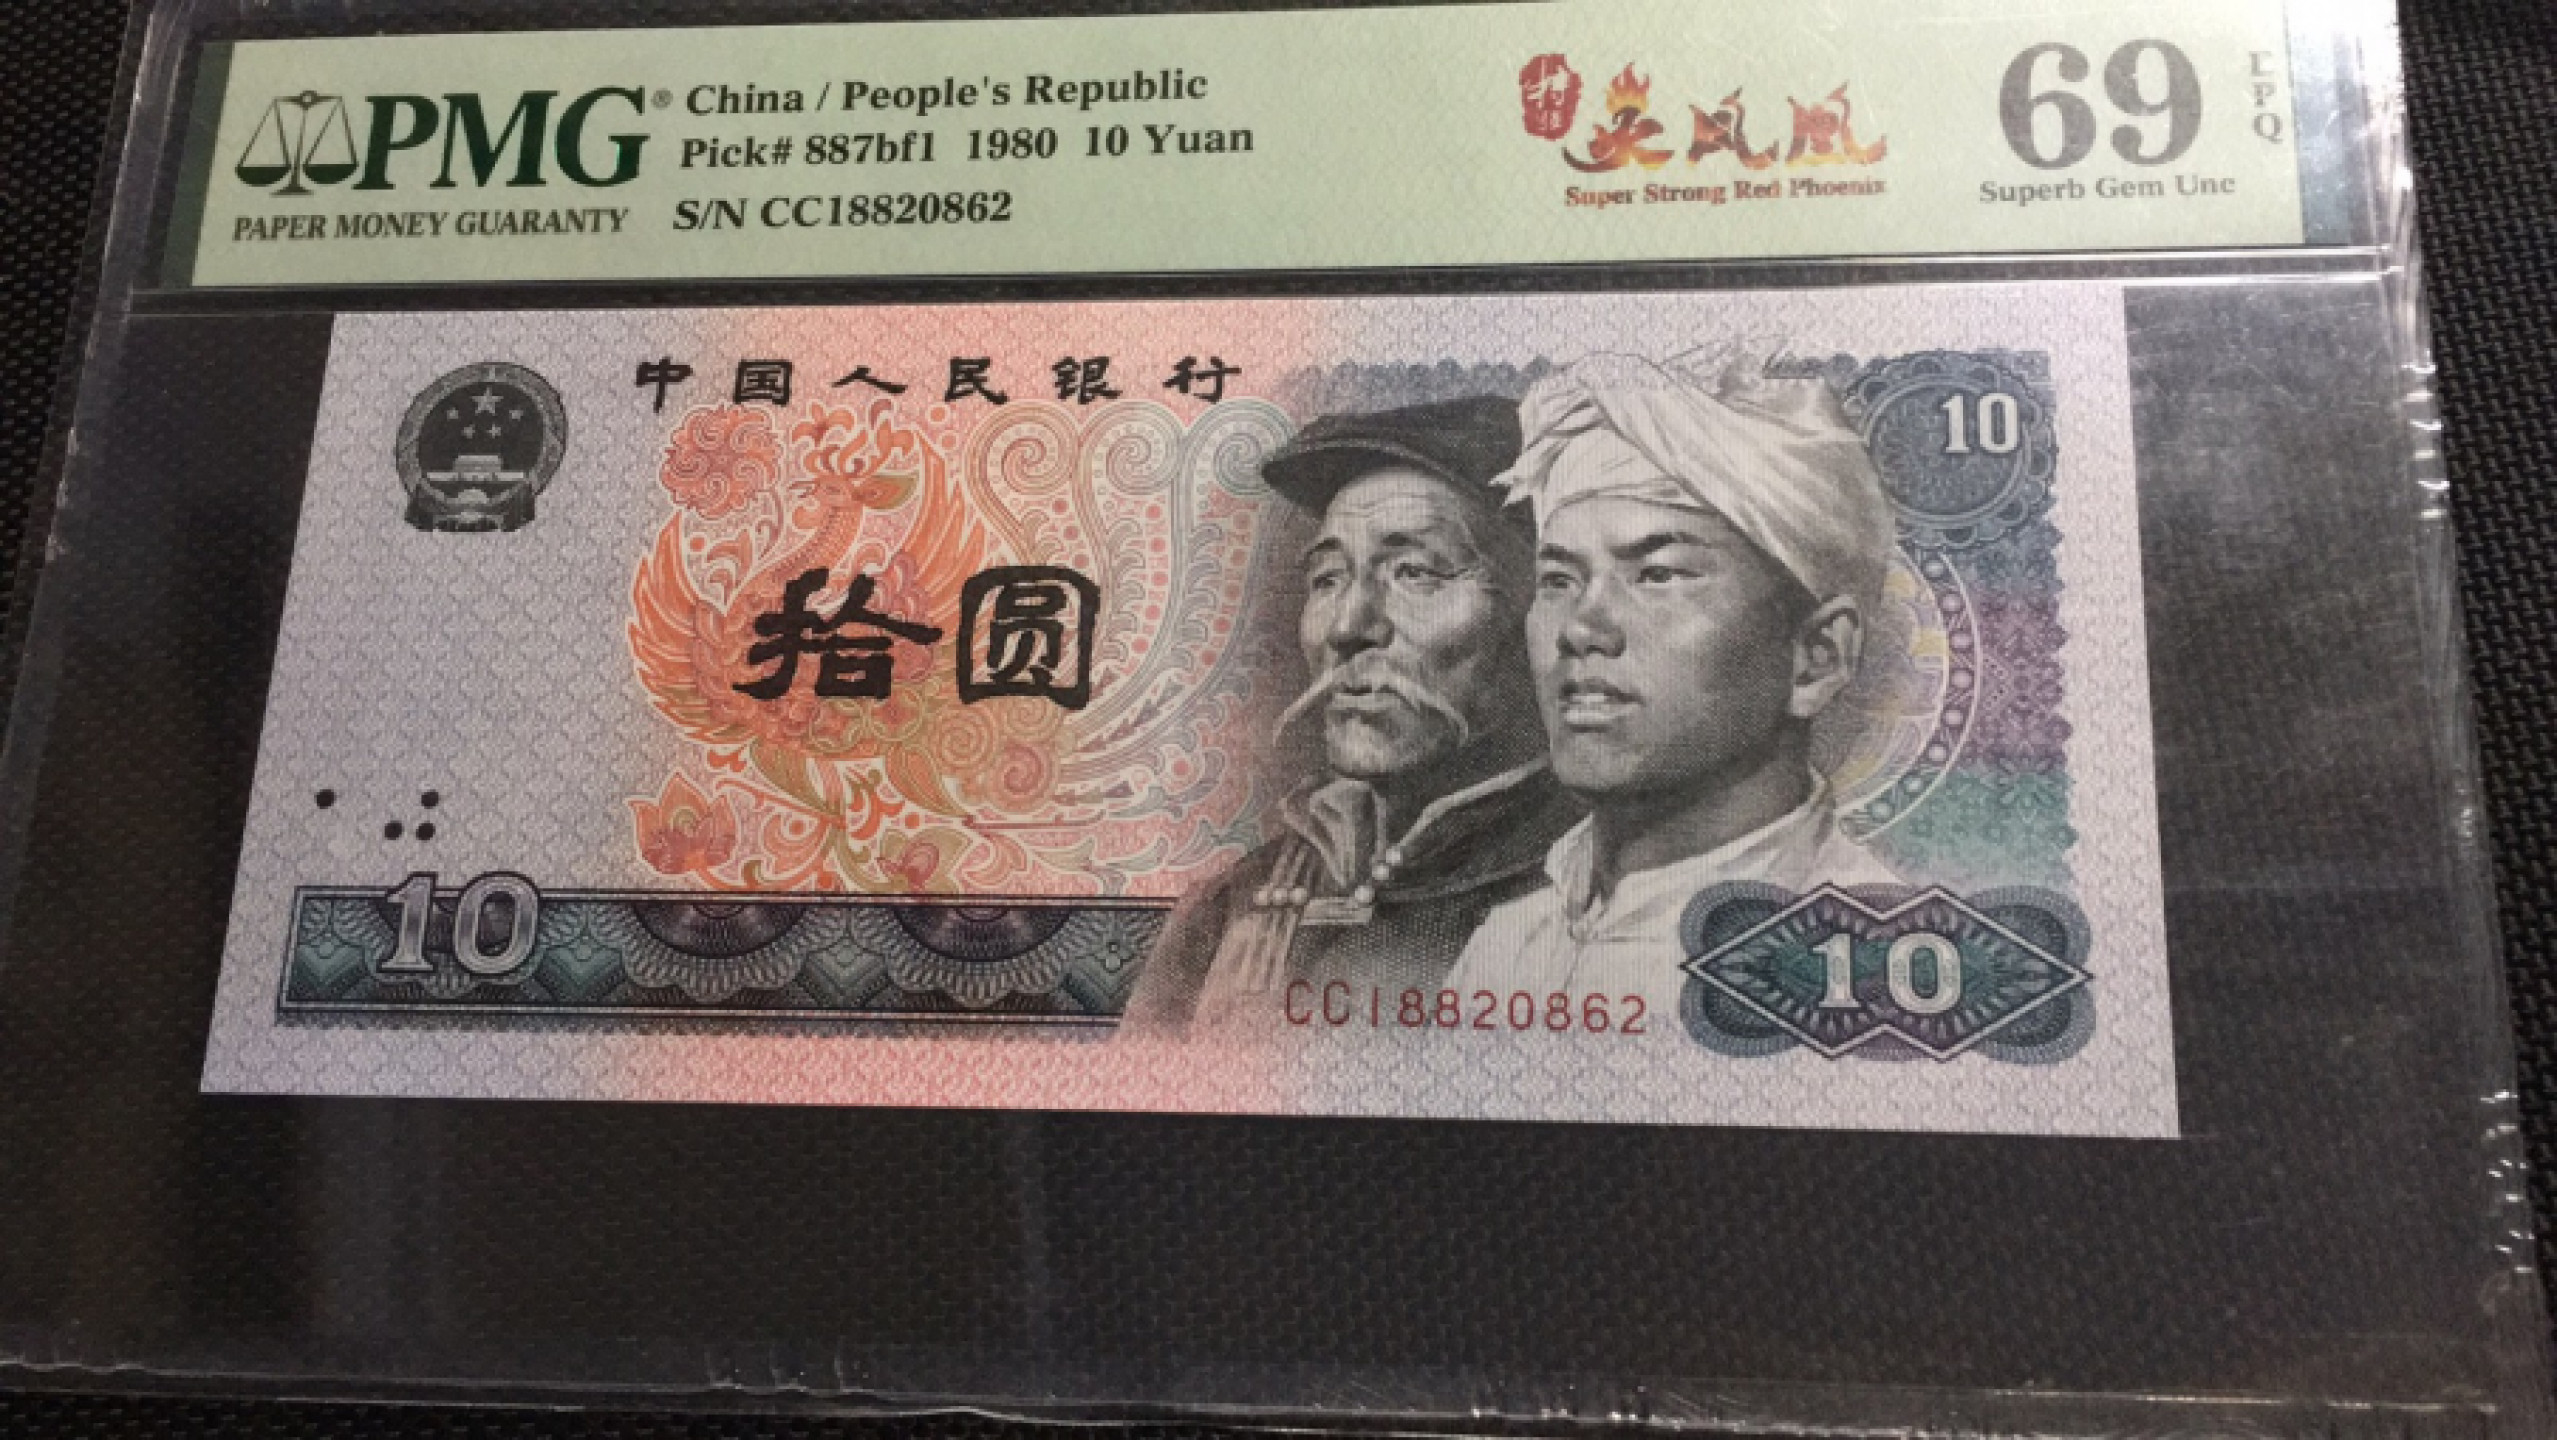 PMG®
PAPER MONEY GUARANTY
China / People's Republic
Pick# 887bf1 1980 10 Yuan
S/N CC18820862
火凤凰
Super Strong Red Phoenix
69
EPQ
Superb Gem Unc
中国人民银行
10
拾圆
10
CC18820862
10